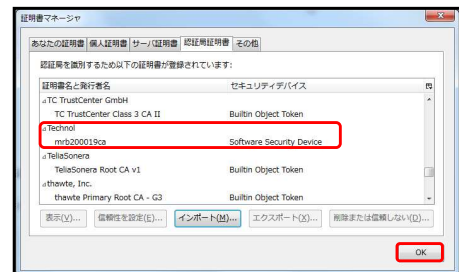 証明書マネージャ
あなたの証明書 個人証明書 サーバ証明書 認証局証明書 その他
認証局を識別するため以下の証明書が登録されています:
証明書名と発行者名 セキュリティデバイス
TC TrustCenter GmbH
TC TrustCenter Class 3 CA II Builtin Object Token
Technol
mrb200019ca Software Security Device
TeliaSonera
TeliaSonera Root CA v1 Builtin Object Token
thawte, Inc.
thawte Primary Root CA - G3 Builtin Object Token
表示(V)... 信頼性を設定(E)... インポート(M)... エクスポート(X)... 削除または信頼しない(D)...
OK